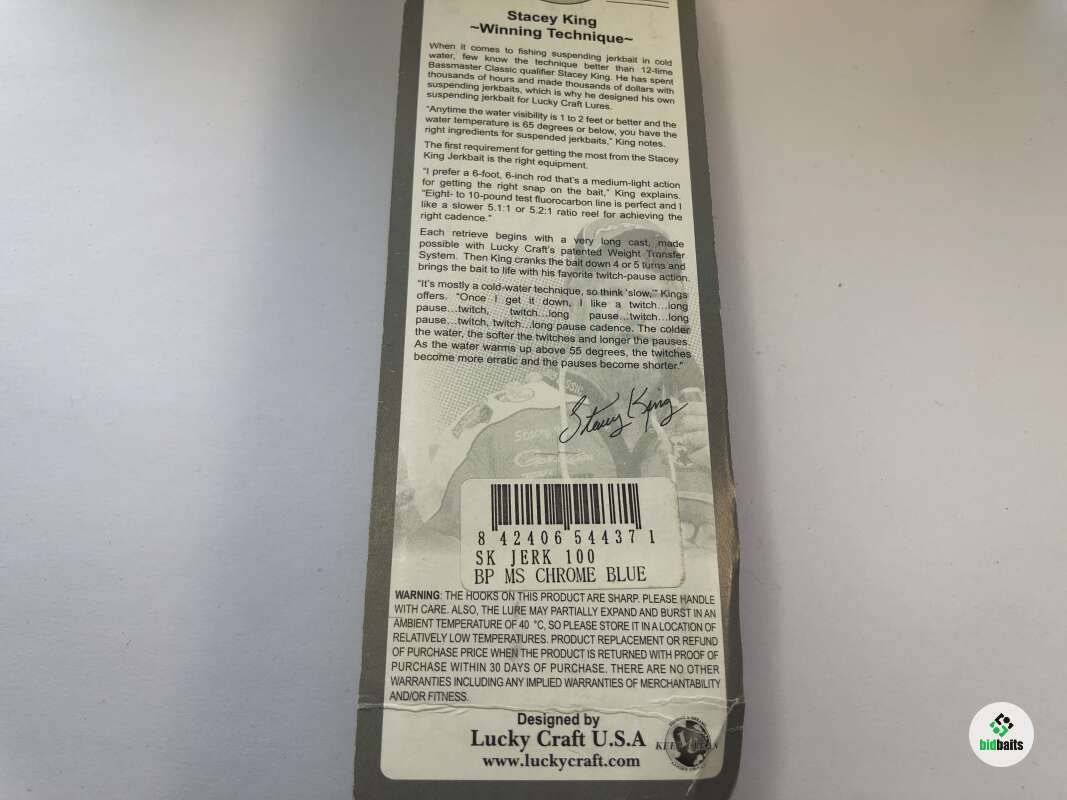 Stacey King
~Winning Technique~
When it comes to fishing suspending jerkbait in cold
water, few know the technique better than 12-time
Bassmaster Classic qualifier Stacey King. He has spent
thousands of hours and made thousands of dollars with
suspending jerkbaits, which is why he designed his own
suspending jerkbait for Lucky Craft Lures.
"Anytime the water visibility is 1 to 2 feet or better and the
water temperature is 65 degrees or below, you have the
right ingredients for suspended jerkbaits," King notes.
The first requirement for getting the most from the Stacey
King Jerkbait is the right equipment.
"I prefer a 6-foot, 6-inch rod that's a medium-light action
for getting the right snap on the bait," King explains.
"Eight- to 10-pound test fluorocarbon line is perfect and I
like a slower 5.1:1 or 5.2:1 ratio reel for achieving the
right cadence."
Each retrieve begins with a very long cast, made
possible with Lucky Craft's patented Weight Transfer
System. Then King cranks the bait down 4 or 5 turns and
brings the bait to life with his favorite twitch-pause action.
"It's mostly a cold-water technique, so think 'slow,'" Kings
offers. "Once I get it down, I like a twitch...long
pause...twitch, twitch...long pause...twitch...long
pause...twitch, twitch...long pause cadence. The colder
the water, the softer the twitches and longer the pauses.
As the water warms up above 55 degrees, the twitches
become more erratic and the pauses become shorter."
Stacey King
8 42406 54437 1
SK JERK 100
BP MS CHROME BLUE
WARNING: THE HOOKS ON THIS PRODUCT ARE SHARP. PLEASE HANDLE
WITH CARE. ALSO, THE LURE MAY PARTIALLY EXPAND AND BURST IN AN
AMBIENT TEMPERATURE OF 40 °C, SO PLEASE STORE IT IN A LOCATION OF
RELATIVELY LOW TEMPERATURES. PRODUCT REPLACEMENT OR REFUND
OF PURCHASE PRICE WHEN THE PRODUCT IS RETURNED WITH PROOF OF
PURCHASE WITHIN 30 DAYS OF PURCHASE. THERE ARE NO OTHER
WARRANTIES INCLUDING ANY IMPLIED WARRANTIES OF MERCHANTABILITY
AND/OR FITNESS.
Designed by
Lucky Craft U.S.A
www.luckycraft.com
bidbaits